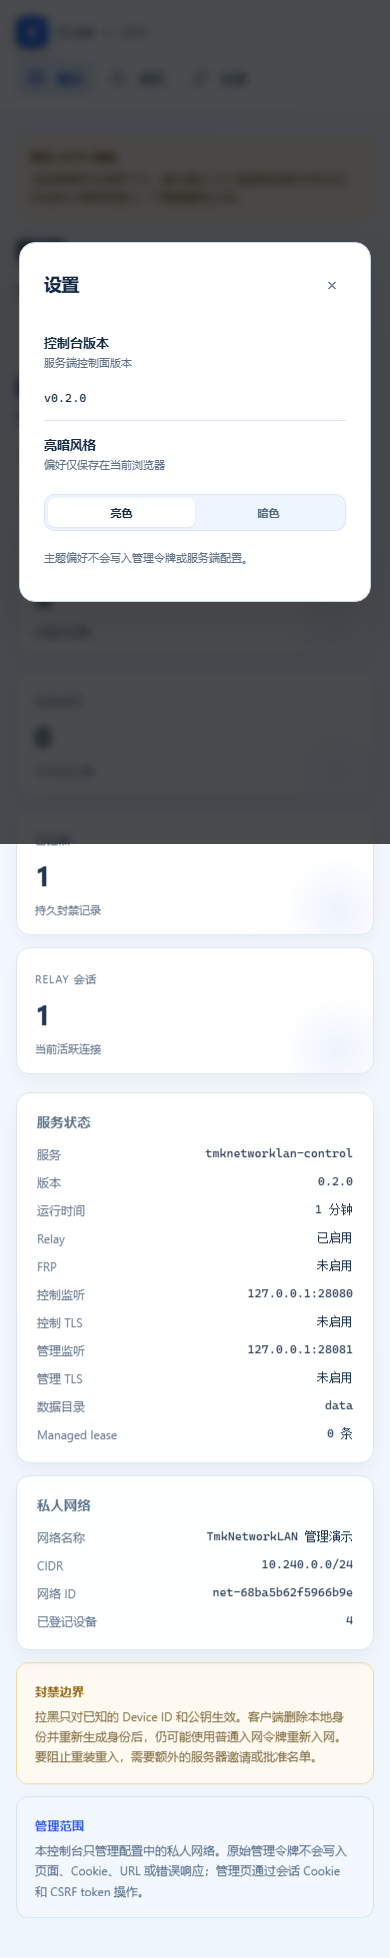 设置
×
控制台版本
服务端控制面版本
v0.2.0
亮暗风格
偏好仅保存在当前浏览器
亮色 暗色
主题偏好不会写入管理令牌或服务端配置。
0
1
持久封禁记录
RELAY 会话
1
当前活跃连接
服务状态
服务 tmknetworklan-control
版本 0.2.0
运行时间 1 分钟
Relay 已启用
FRP 未启用
控制监听 127.0.0.1:28080
控制 TLS 未启用
管理监听 127.0.0.1:28081
管理 TLS 未启用
数据目录 data
Managed lease 0 条
私人网络
网络名称 TmkNetworkLAN 管理演示
CIDR 10.240.0.0/24
网络 ID net-68ba5b62f5966b9e
已登记设备 4
封禁边界
拉黑只对已知的 Device ID 和公钥生效。客户端删除本地身
份并重新生成身份后，仍可能使用普通入网令牌重新入网。
要阻止重装重入，需要额外的服务器邀请或批准名单。
管理范围
本控制台只管理配置中的私人网络。原始管理令牌不会写入
页面、Cookie、URL 或错误响应；管理页通过会话 Cookie
和 CSRF token 操作。